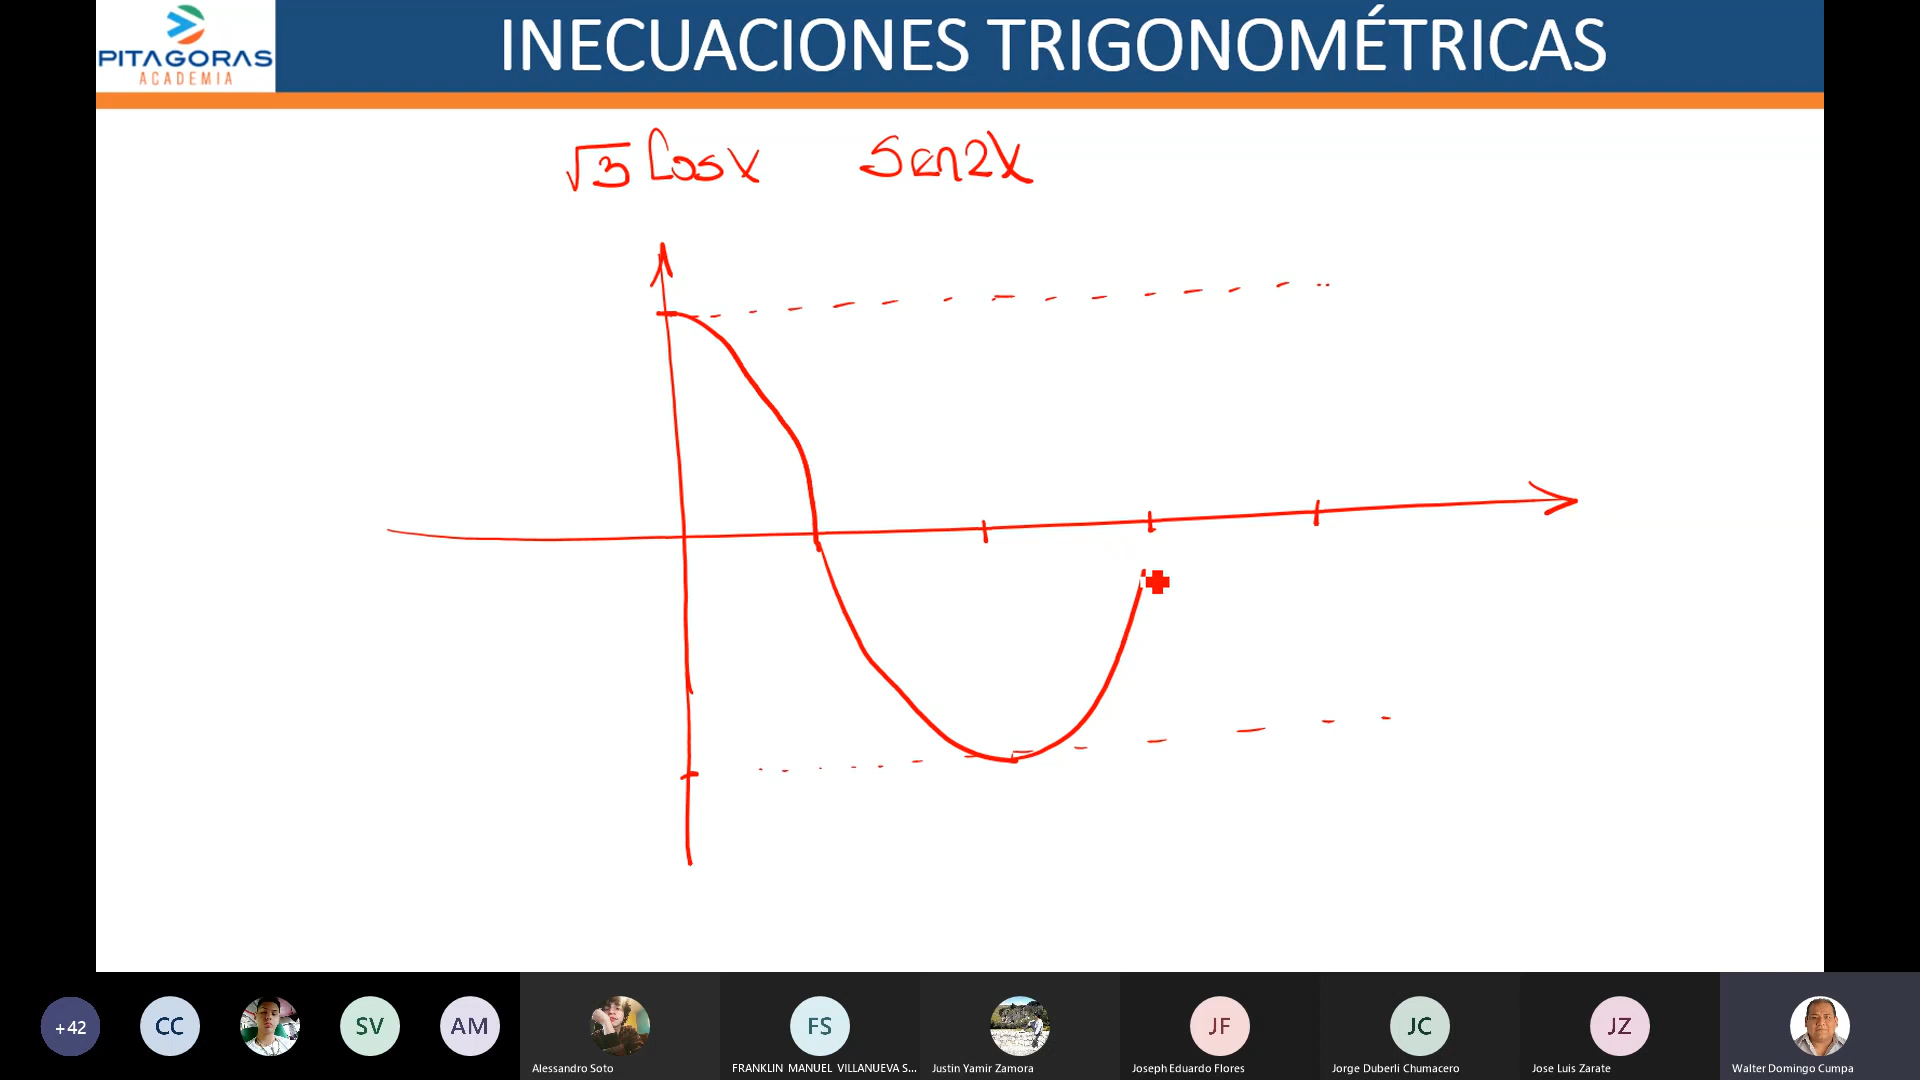 PITAGORAS
ACADEMIA
INECUACIONES TRIGONOMÉTRICAS
√3 Cosx Sen2x
+42
CC
SV
AM
FS
JF
JC
JZ
Alessandro Soto
FRANKLIN MANUEL VILLANUEVA S...
Justin Yamir Zamora
Joseph Eduardo Flores
Jorge Duberli Chumacero
Jose Luis Zarate
Walter Domingo Cumpa